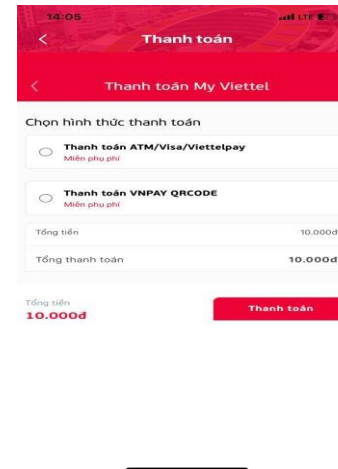 14:05
LTE
Thanh toán
Thanh toán My Viettel
Chọn hình thức thanh toán
Thanh toán ATM/Visa/Viettelpay
Miễn phụ phí
Thanh toán VNPAY QRCODE
Miễn phụ phí
Tổng tiền 10.000đ
Tổng thanh toán 10.000đ
Tổng tiền
10.000đ
Thanh toán